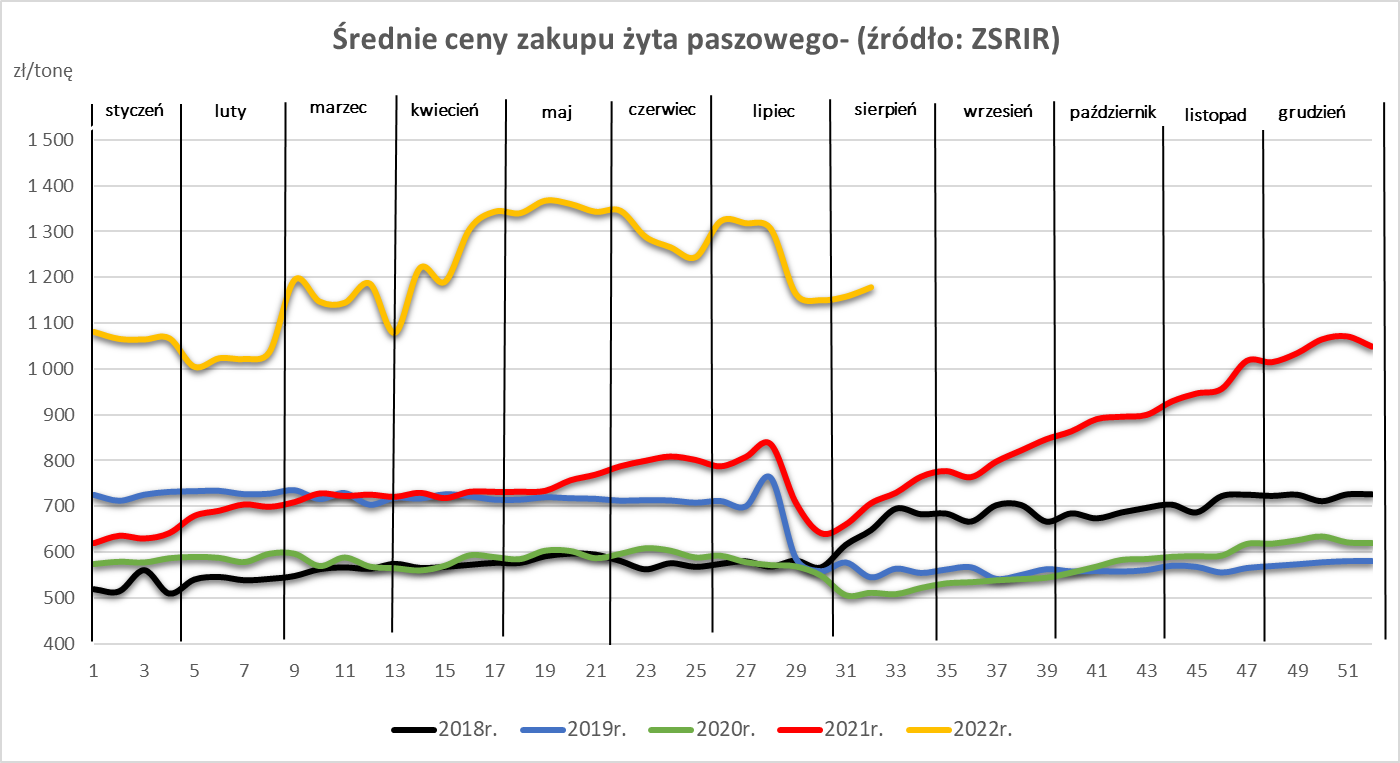 Średnie ceny zakupu żyta paszowego- (źródło: ZSRIR)
zł/tonę
styczeń luty marzec kwiecień maj czerwiec lipiec sierpień wrzesień październik listopad grudzień
1 500
1 400
1 300
1 200
1 100
1 000
900
800
700
600
500
400
1 3 5 7 9 11 13 15 17 19 21 23 25 27 29 31 33 35 37 39 41 43 45 47 49 51
2018r. 2019r. 2020r. 2021r. 2022r.